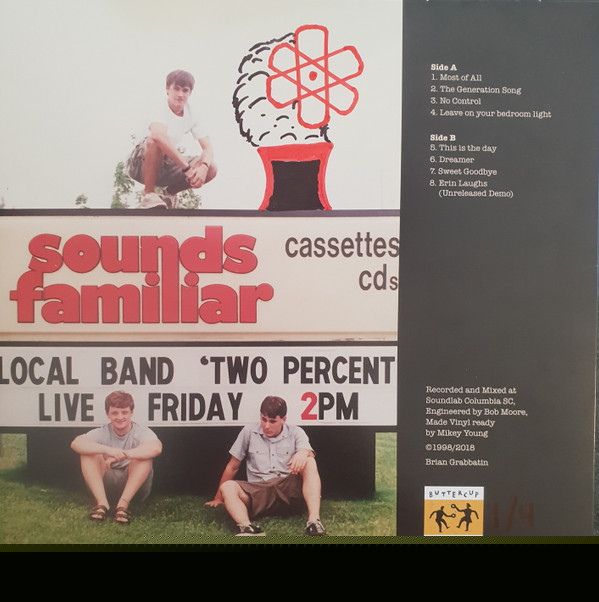 sounds
familiar
cassettes
cds
LOCAL BAND ‘TWO PERCENT
LIVE FRIDAY 2PM
Side A
1. Most of All
2. The Generation Song
3. No Control
4. Leave on your bedroom light
Side B
5. This is the day
6. Dreamer
7. Sweet Goodbye
8. Erin Laughs
(Unreleased Demo)
Recorded and Mixed at
Soundlab Columbia SC,
Engineered by Bob Moore,
Made Vinyl ready
by Mikey Young
©1998/2018
Brian Grabbatin
BUTTERCUP
1/4